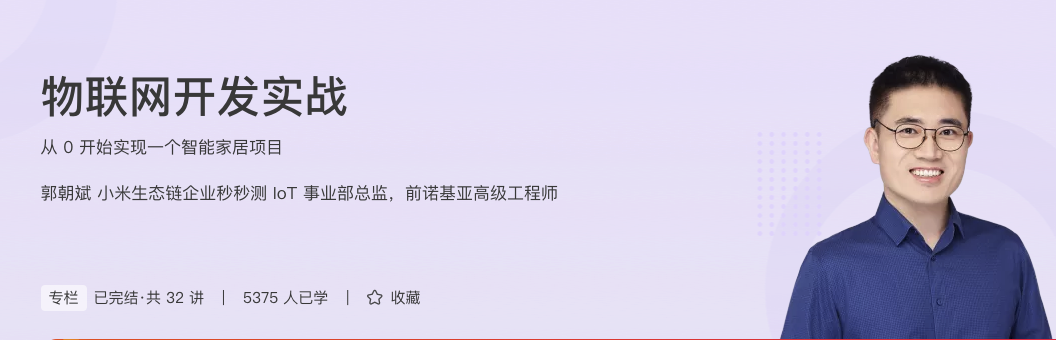 物联网开发实战
从 0 开始实现一个智能家居项目
郭朝斌 小米生态链企业秒秒测 IoT 事业部总监，前诺基亚高级工程师
专栏 已完结·共 32 讲 | 5375 人已学 | 收藏